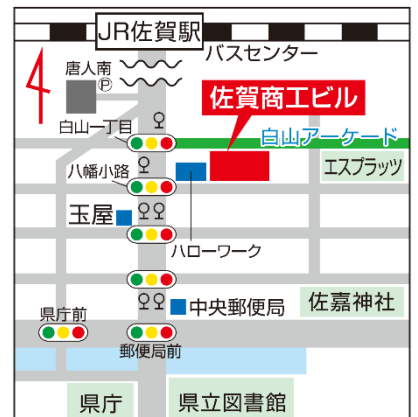 JR佐賀駅
バスセンター
唐人南
P
佐賀商工ビル
白山一丁目
白山アーケード
八幡小路
エスプラッツ
玉屋
ハローワーク
中央郵便局
佐嘉神社
県庁前
郵便局前
県庁
県立図書館